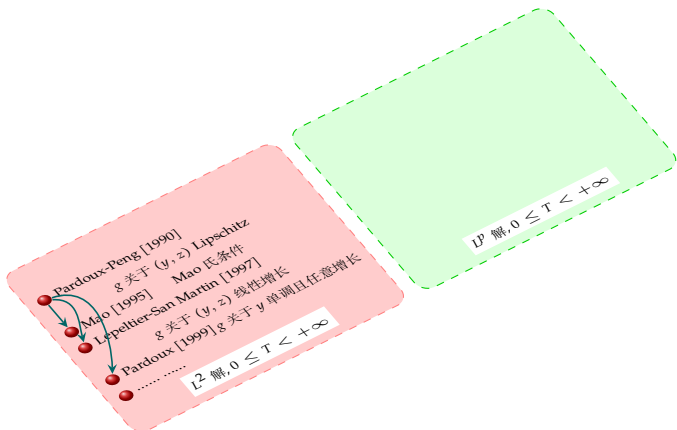 Pardoux-Peng [1990]
g 关于 (y, z) Lipschitz
Mao [1995] Mao 氏条件
Lepeltier-San Martin [1997]
g 关于 (y, z) 线性增长
Pardoux [1999] g 关于 y 单调且任意增长
...... ......
L² 解, 0 ≤ T < +∞
Lᵖ 解, 0 ≤ T < +∞